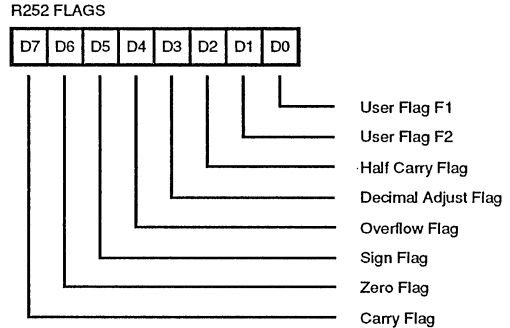 R252 FLAGS
D7 D6 D5 D4 D3 D2 D1 D0
User Flag F1
User Flag F2
Half Carry Flag
Decimal Adjust Flag
Overflow Flag
Sign Flag
Zero Flag
Carry Flag